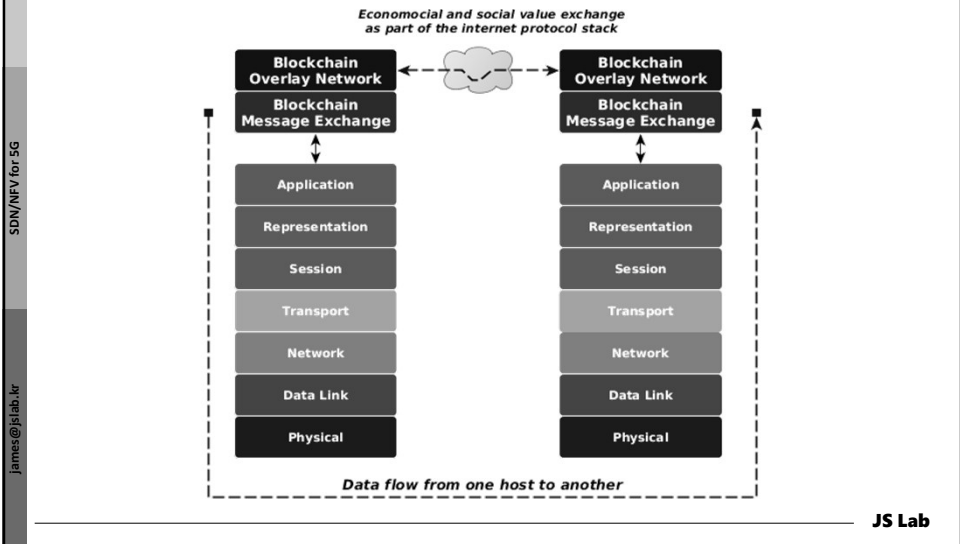 Economocial and social value exchange
as part of the internet protocol stack
Blockchain
Overlay Network
Blockchain
Message Exchange
Application
Representation
Session
Transport
Network
Data Link
Physical
Blockchain
Overlay Network
Blockchain
Message Exchange
Application
Representation
Session
Transport
Network
Data Link
Physical
Data flow from one host to another
SDN/NFV for 5G
james@jslab.kr
JS Lab